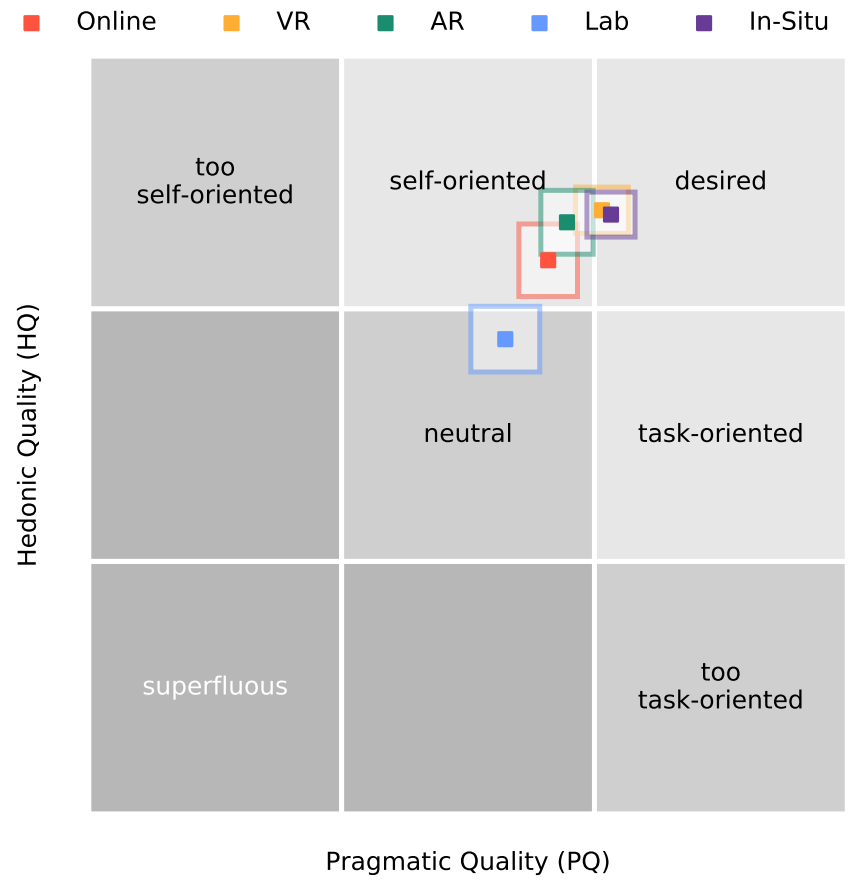 Online VR AR Lab In-Situ
too
self-oriented
self-oriented
desired
neutral
task-oriented
superfluous
too
task-oriented
Hedonic Quality (HQ)
Pragmatic Quality (PQ)